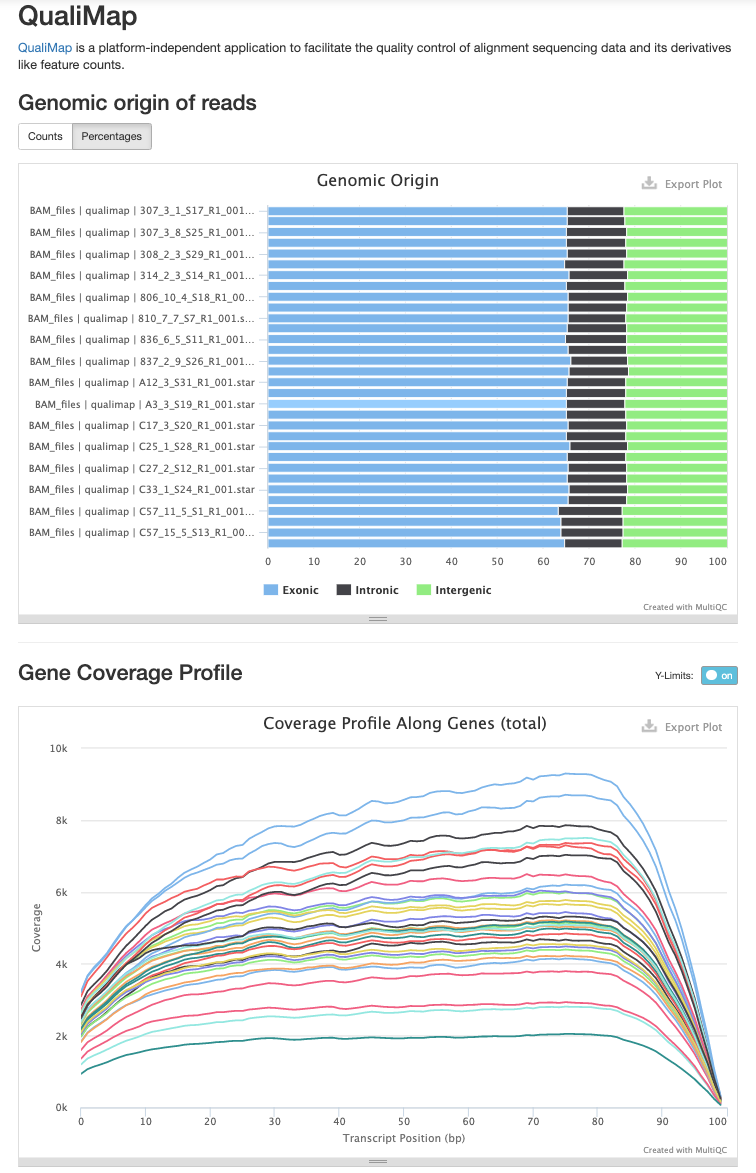 QualiMap
QualiMap is a platform-independent application to facilitate the quality control of alignment sequencing data and its derivatives
like feature counts.
Genomic origin of reads
Counts Percentages
Genomic Origin
Export Plot
BAM_files | qualimap | 307_3_1_S17_R1_001...
BAM_files | qualimap | 307_3_8_S25_R1_001...
BAM_files | qualimap | 308_2_3_S29_R1_001...
BAM_files | qualimap | 314_2_3_S14_R1_001...
BAM_files | qualimap | 806_10_4_S18_R1_00...
BAM_files | qualimap | 810_7_7_S7_R1_001.s...
BAM_files | qualimap | 836_6_5_S11_R1_001...
BAM_files | qualimap | 837_2_9_S26_R1_001...
BAM_files | qualimap | A12_3_S31_R1_001.star
BAM_files | qualimap | A3_3_S19_R1_001.star
BAM_files | qualimap | C17_3_S20_R1_001.star
BAM_files | qualimap | C25_1_S28_R1_001.star
BAM_files | qualimap | C27_2_S12_R1_001.star
BAM_files | qualimap | C33_1_S24_R1_001.star
BAM_files | qualimap | C57_11_5_S1_R1_001...
BAM_files | qualimap | C57_15_5_S13_R1_00...
0 10 20 30 40 50 60 70 80 90 100
Exonic Intronic Intergenic
Created with MultiQC
Gene Coverage Profile
Y-Limits: on
Coverage Profile Along Genes (total)
Export Plot
10k
8k
6k
4k
2k
0k
Coverage
0 10 20 30 40 50 60 70 80 90 100
Transcript Position (bp)
Created with MultiQC